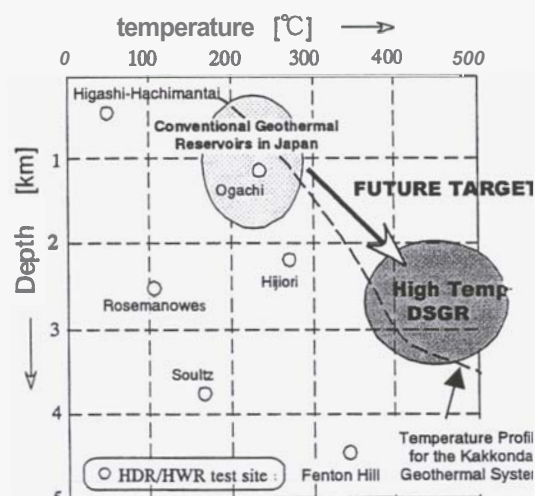 temperature [℃]
0 100 200 300 400 500
Higashi-Hachimantai
Conventional Geothermal
Reservoirs in Japan
1
Ogachi
FUTURE TARGET
Depth [km]
2
Hijiori
High Temp
DSGR
Rosemanowes
3
Soultz
4
Temperature Profil
for the Kakkonda
Geothermal System
HDR/HWR test site
Fenton Hill
5